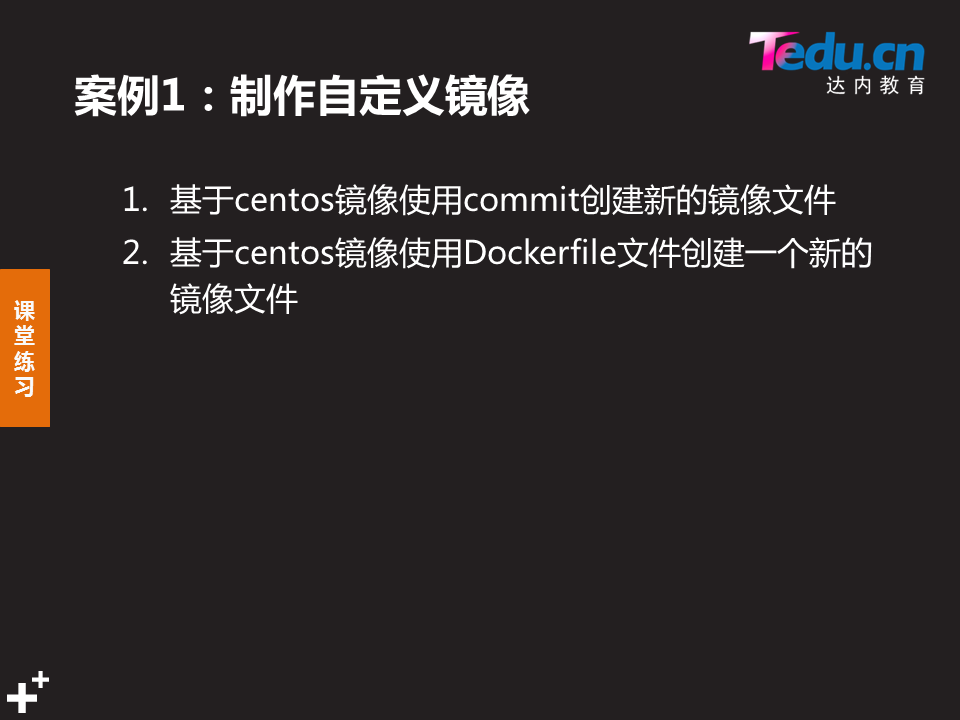 Tedu.cn
达内教育
案例1：制作自定义镜像
1. 基于centos镜像使用commit创建新的镜像文件
2. 基于centos镜像使用Dockerfile文件创建一个新的
镜像文件
课
堂
练
习